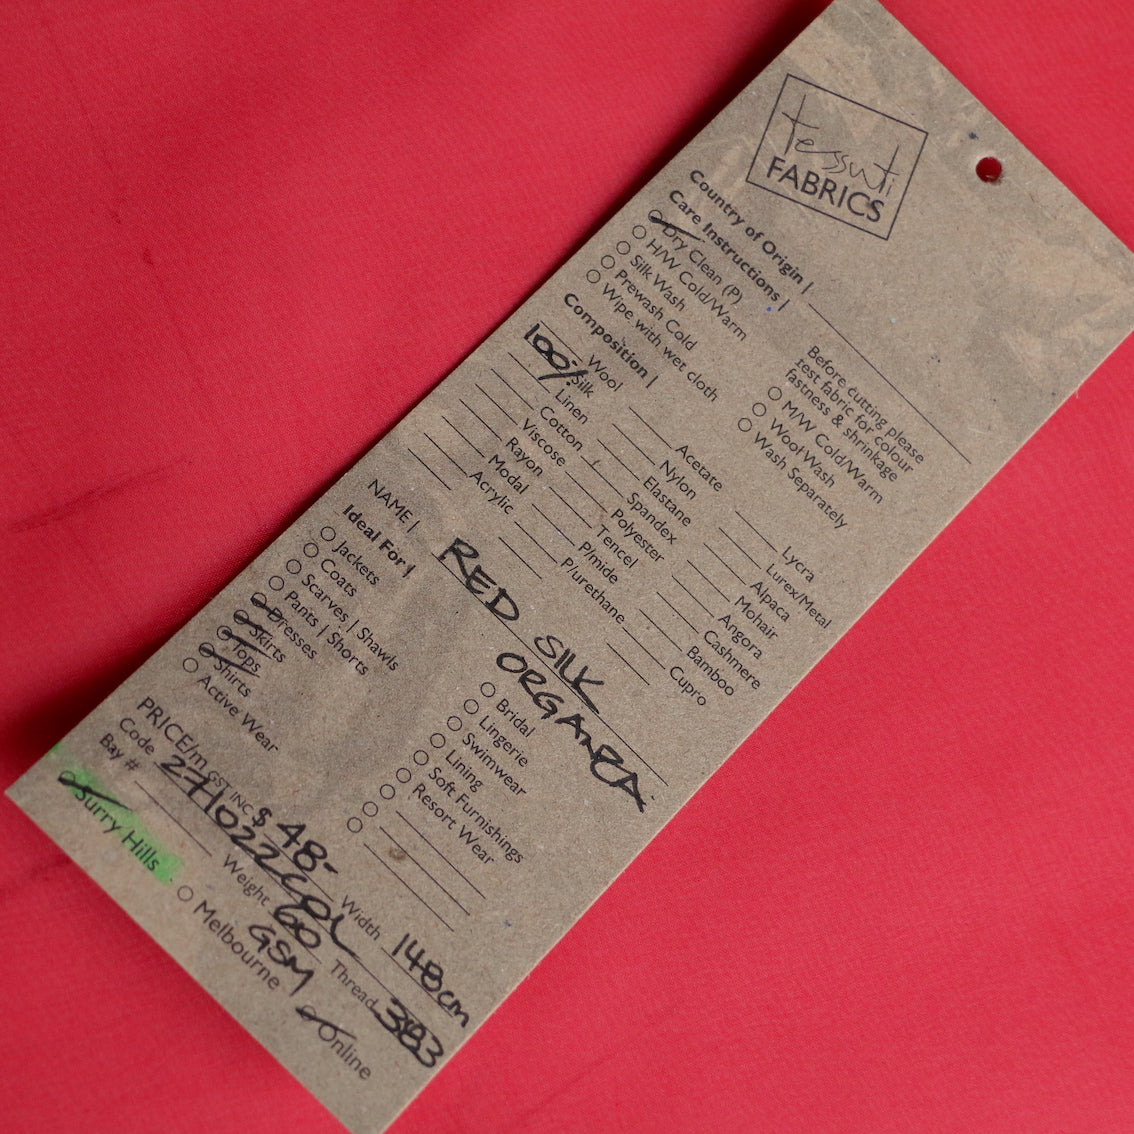 tessuti
FABRICS
Country of Origin |
Care Instructions |
Dry Clean (P)
H/W Cold/Warm
Silk Wash
Prewash Cold
Wipe with wet cloth
Before cutting please
test fabric for colour
fastness & shrinkage
M/W Cold/Warm
Wool Wash
Wash Separately
Composition |
Wool
100% Silk
Linen
Cotton
Viscose
Rayon
Modal
Acrylic
Acetate
Nylon
Elastane
Spandex
Polyester
Tencel
P/mide
P/urethane
Lycra
Lurex/Metal
Alpaca
Mohair
Angora
Cashmere
Bamboo
Cupro
NAME | RED SILK
ORGANZA
Ideal For |
Jackets
Coats
Scarves | Shawls
Pants | Shorts
Dresses
Skirts
Tops
Shirts
Active Wear
Bridal
Lingerie
Swimwear
Lining
Soft Furnishings
Resort Wear
PRICE/m GST INC $ 48- Width 148cm
Code Thread 3883
Bay # Weight 60
GSM
Surry Hills
Melbourne
Online